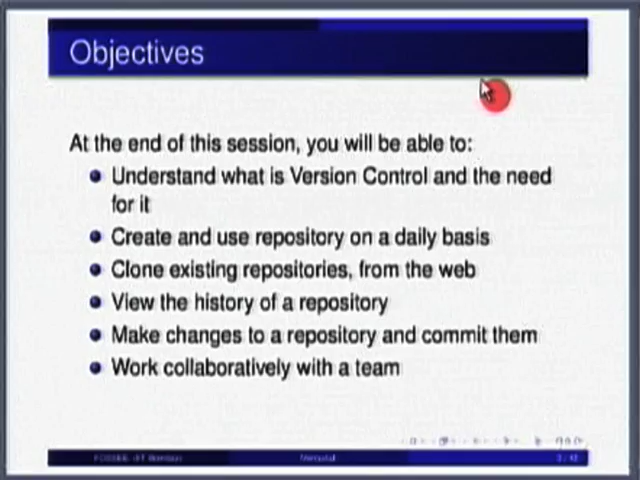 Objectives
At the end of this session, you will be able to:
Understand what is Version Control and the need
for it
Create and use repository on a daily basis
Clone existing repositories, from the web
View the history of a repository
Make changes to a repository and commit them
Work collaboratively with a team